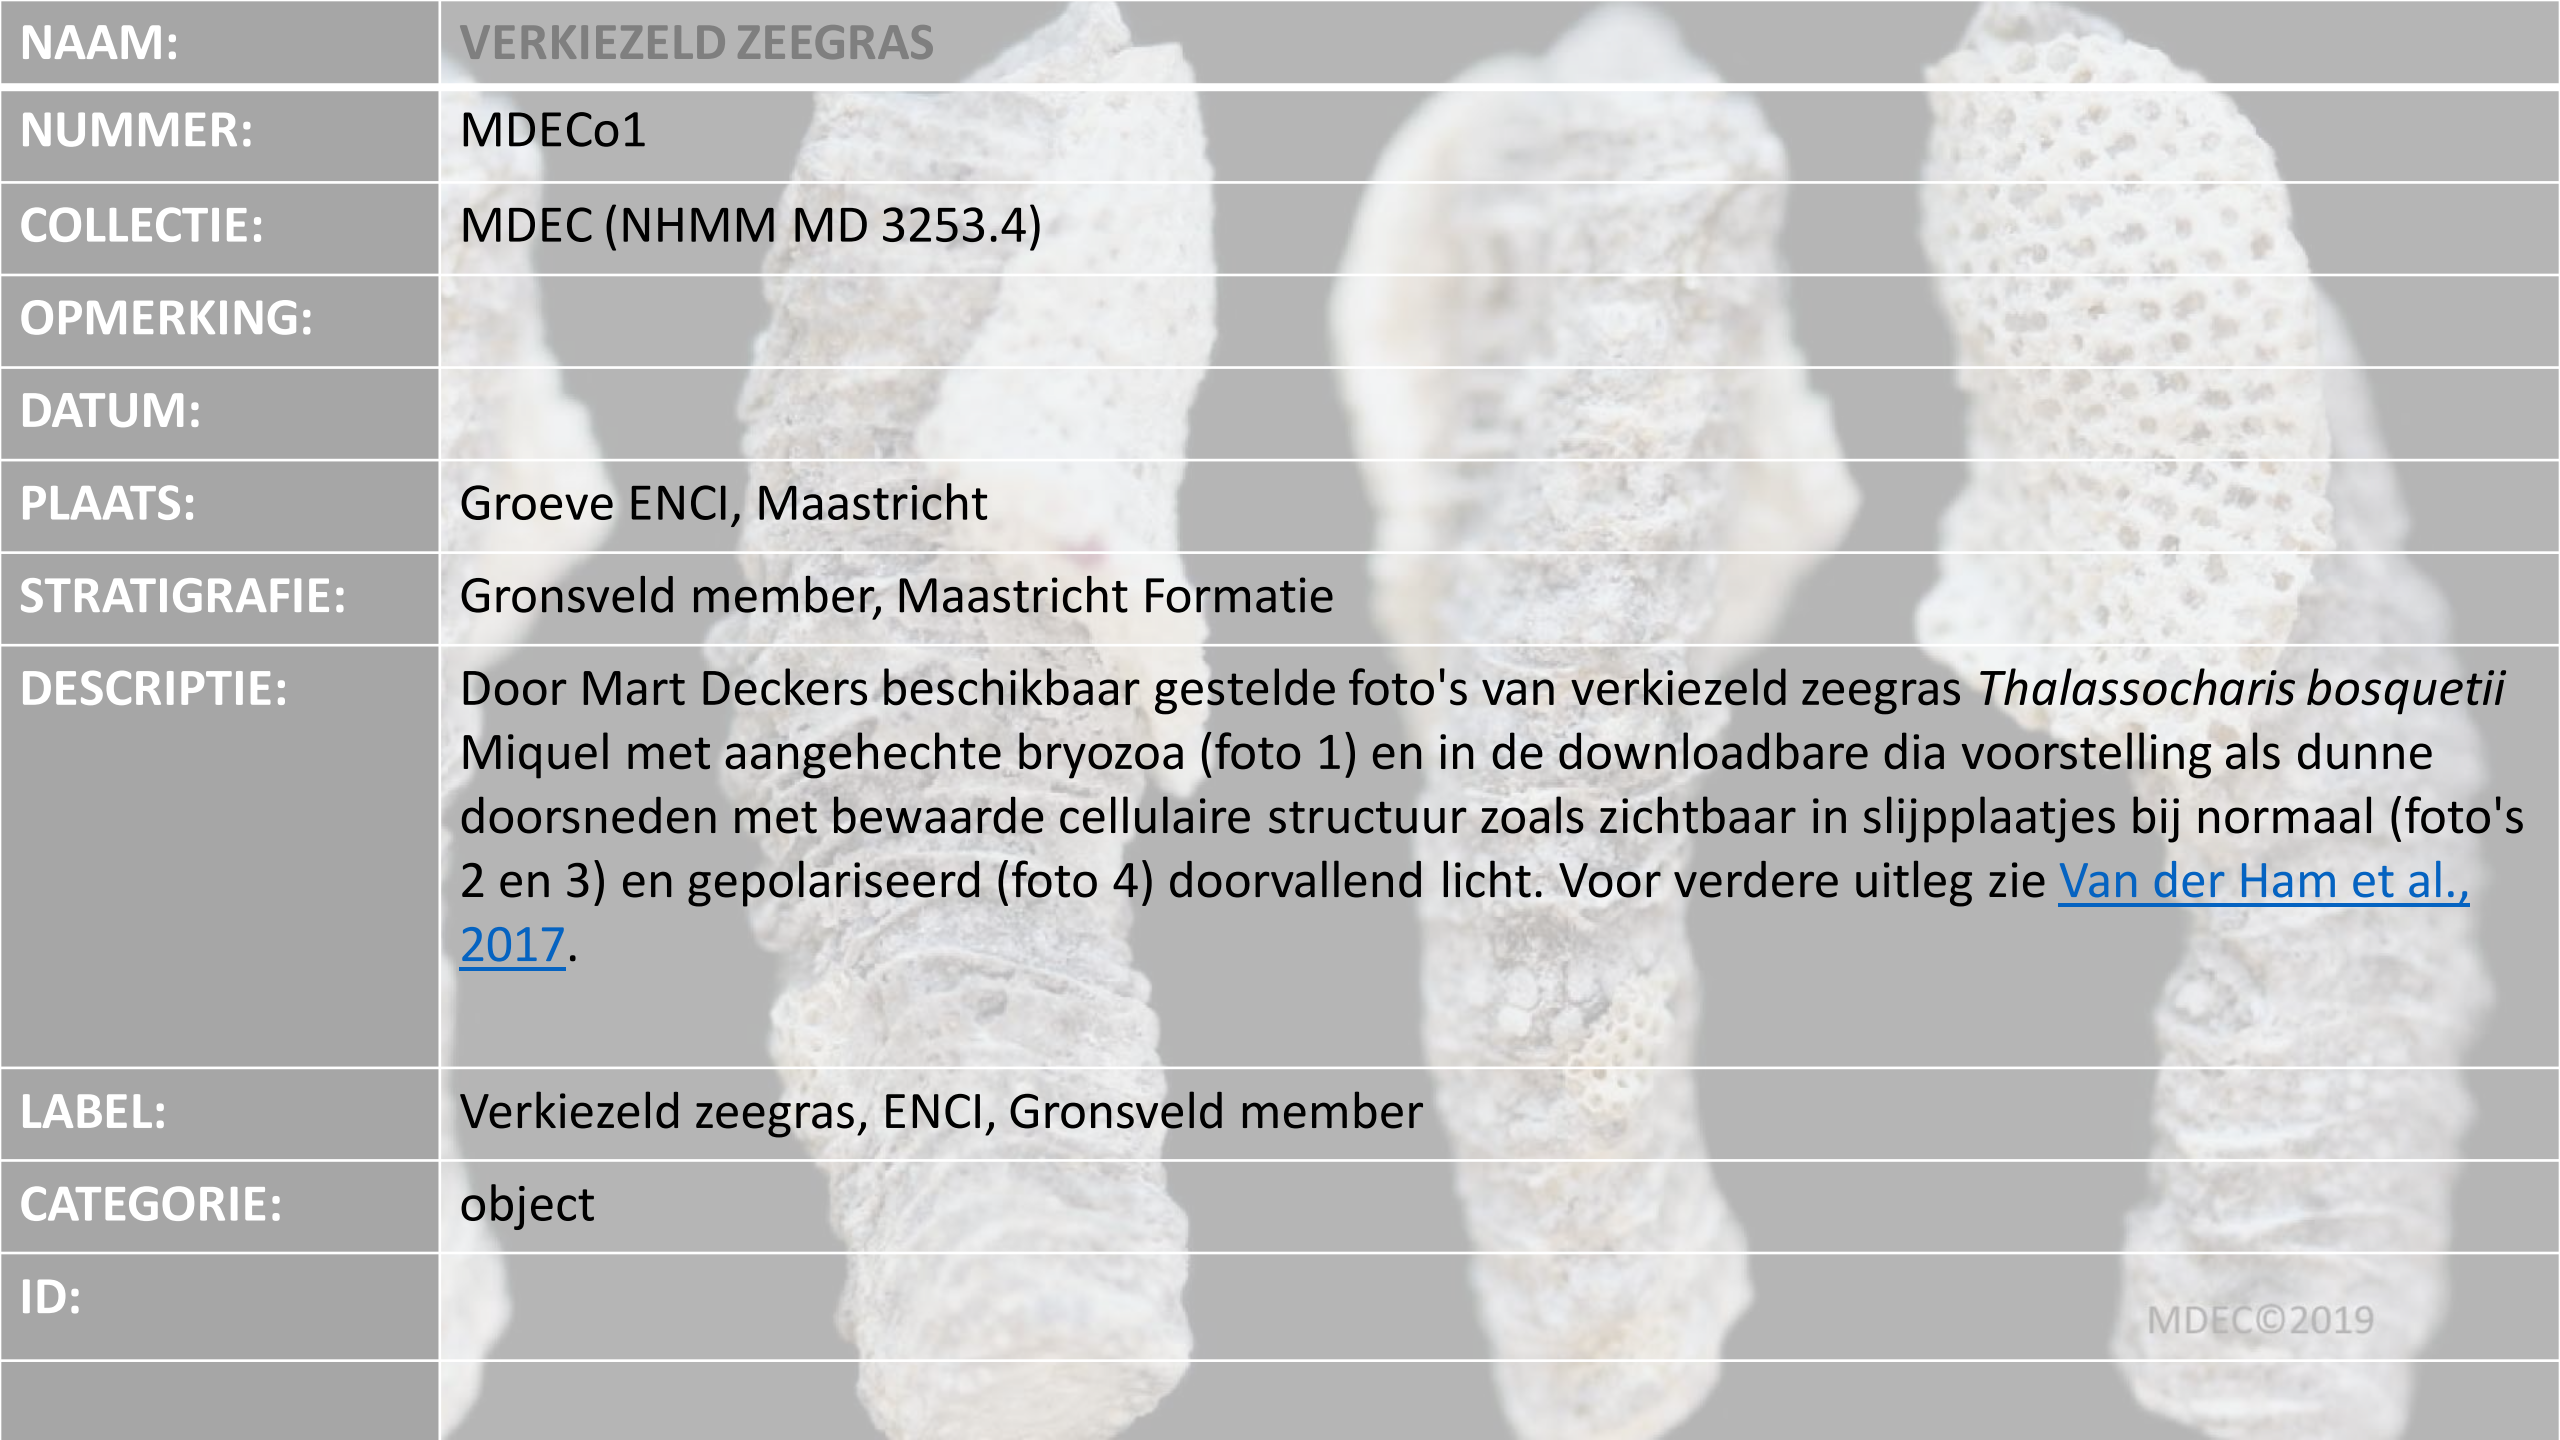 NAAM: VERKIEZELD ZEEGRAS
NUMMER: MDECo1
COLLECTIE: MDEC (NHMM MD 3253.4)
OPMERKING:
DATUM:
PLAATS: Groeve ENCI, Maastricht
STRATIGRAFIE: Gronsveld member, Maastricht Formatie
DESCRIPTIE: Door Mart Deckers beschikbaar gestelde foto's van verkiezeld zeegras Thalassocharis bosquetii
Miquel met aangehechte bryozoa (foto 1) en in de downloadbare dia voorstelling als dunne
doorsneden met bewaarde cellulaire structuur zoals zichtbaar in slijpplaatjes bij normaal (foto's
2 en 3) en gepolariseerd (foto 4) doorvallend licht. Voor verdere uitleg zie Van der Ham et al.,
2017.
LABEL: Verkiezeld zeegras, ENCI, Gronsveld member
CATEGORIE: object
ID:
MDEC©2019